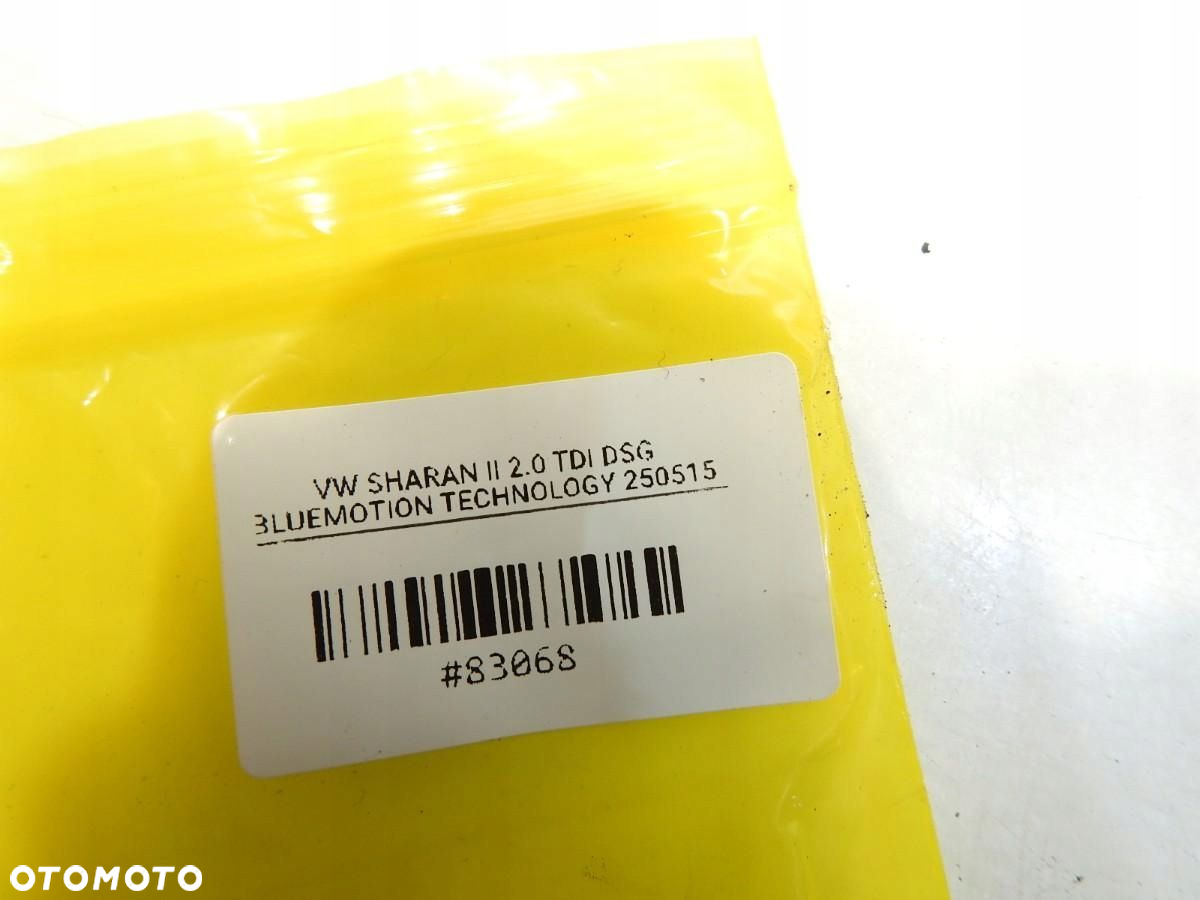 VW SHARAN II 2.0 TDI DSG
BLUEMOTION TECHNOLOGY 250515
#83068
OTOMOTO